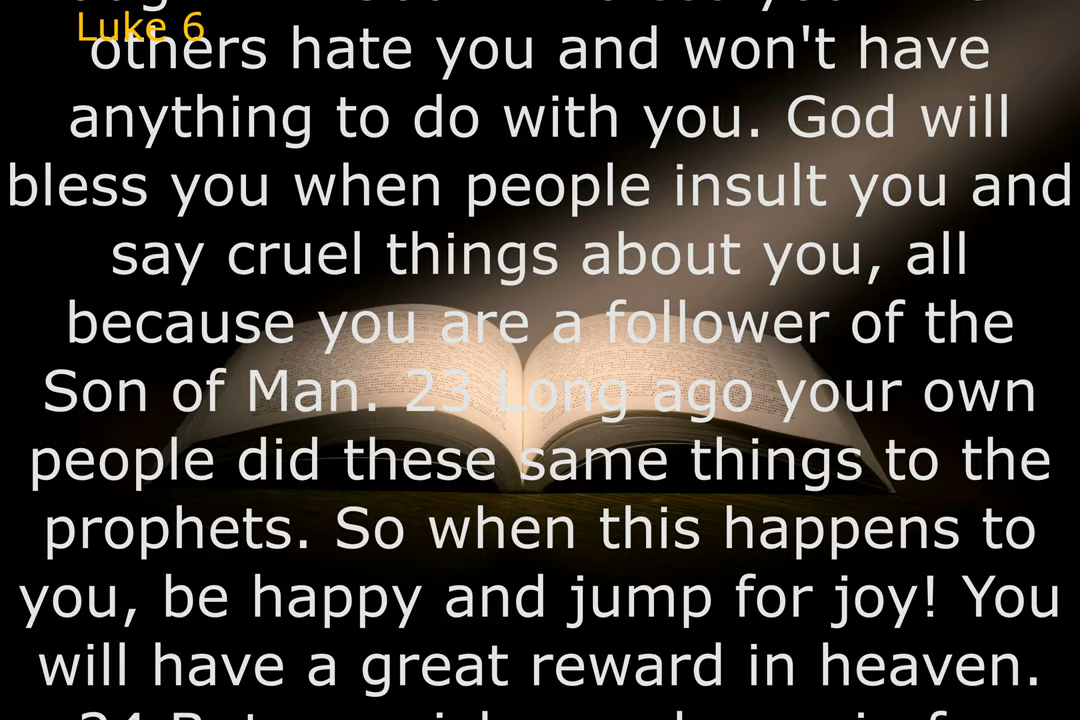 Luke 6
others hate you and won't have
anything to do with you. God will
bless you when people insult you and
say cruel things about you, all
because you are a follower of the
Son of Man. 23 Long ago your own
people did these same things to the
prophets. So when this happens to
you, be happy and jump for joy! You
will have a great reward in heaven.